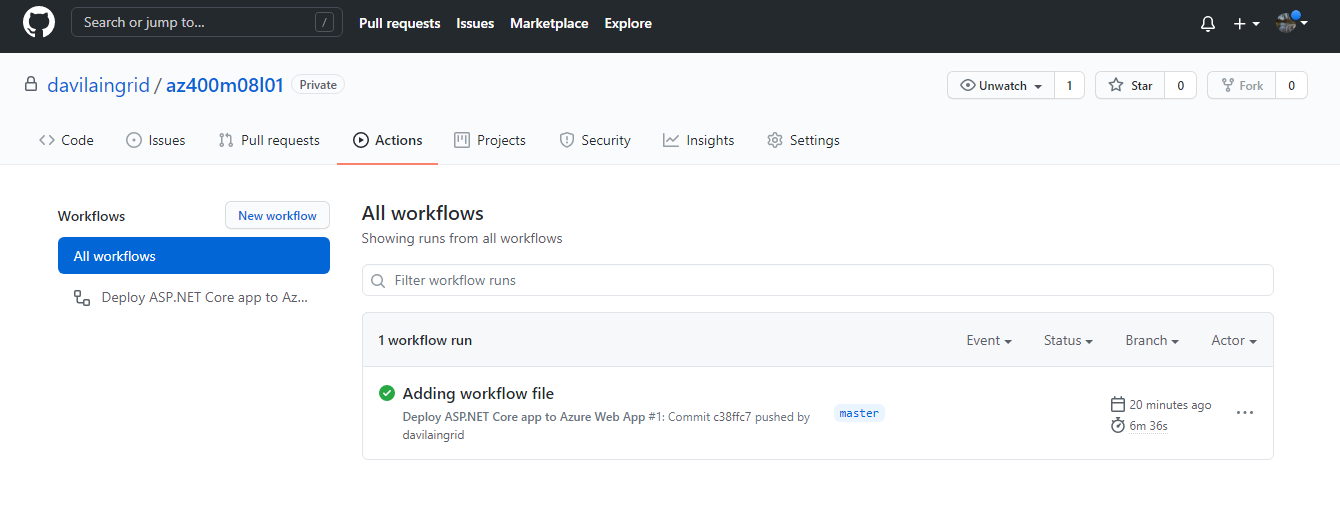 Search or jump to... /
Pull requests Issues Marketplace Explore
davilaingrid / az400m08l01 Private
Unwatch 1 Star 0 Fork 0
Code Issues Pull requests Actions Projects Security Insights Settings
Workflows New workflow
All workflows
Deploy ASP.NET Core app to Az...
All workflows
Showing runs from all workflows
Filter workflow runs
1 workflow run Event Status Branch Actor
Adding workflow file
Deploy ASP.NET Core app to Azure Web App #1: Commit c38ffc7 pushed by
davilaingrid
master
20 minutes ago
6m 36s